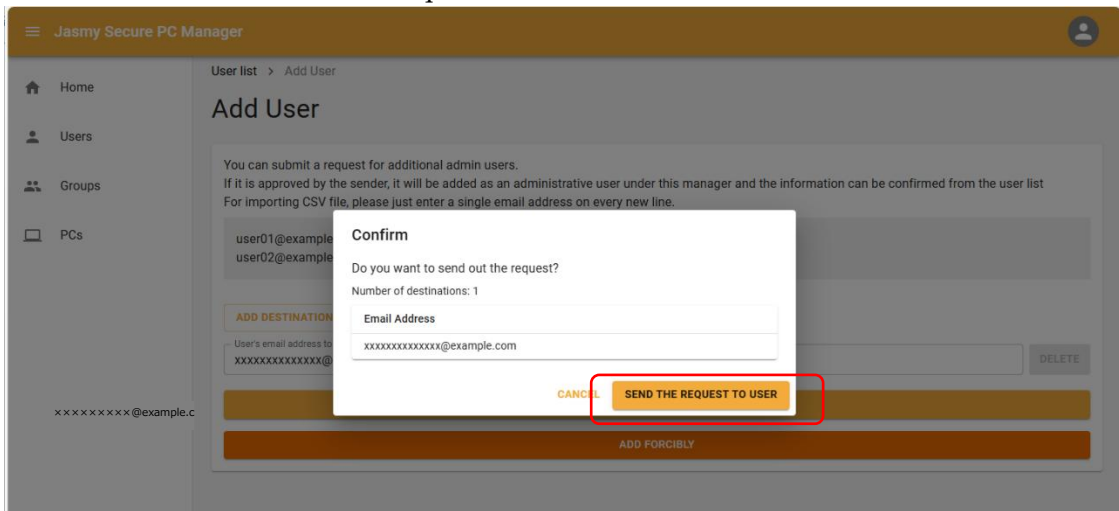 Jasmy Secure PC Manager
User list > Add User
Home
Add User
Users
You can submit a request for additional admin users.
Groups
If it is approved by the sender, it will be added as an administrative user under this manager and the information can be confirmed from the user list
For importing CSV file, please just enter a single email address on every new line.
PCs
user01@example
user02@example
Confirm
Do you want to send out the request?
Number of destinations: 1
Email Address
xxxxxxxxxxxxx@example.com
CANCEL
SEND THE REQUEST TO USER
ADD DESTINATION
User's email address to
xxxxxxxxxxxxx@
DELETE
×××××××××@example.c
ADD FORCIBLY